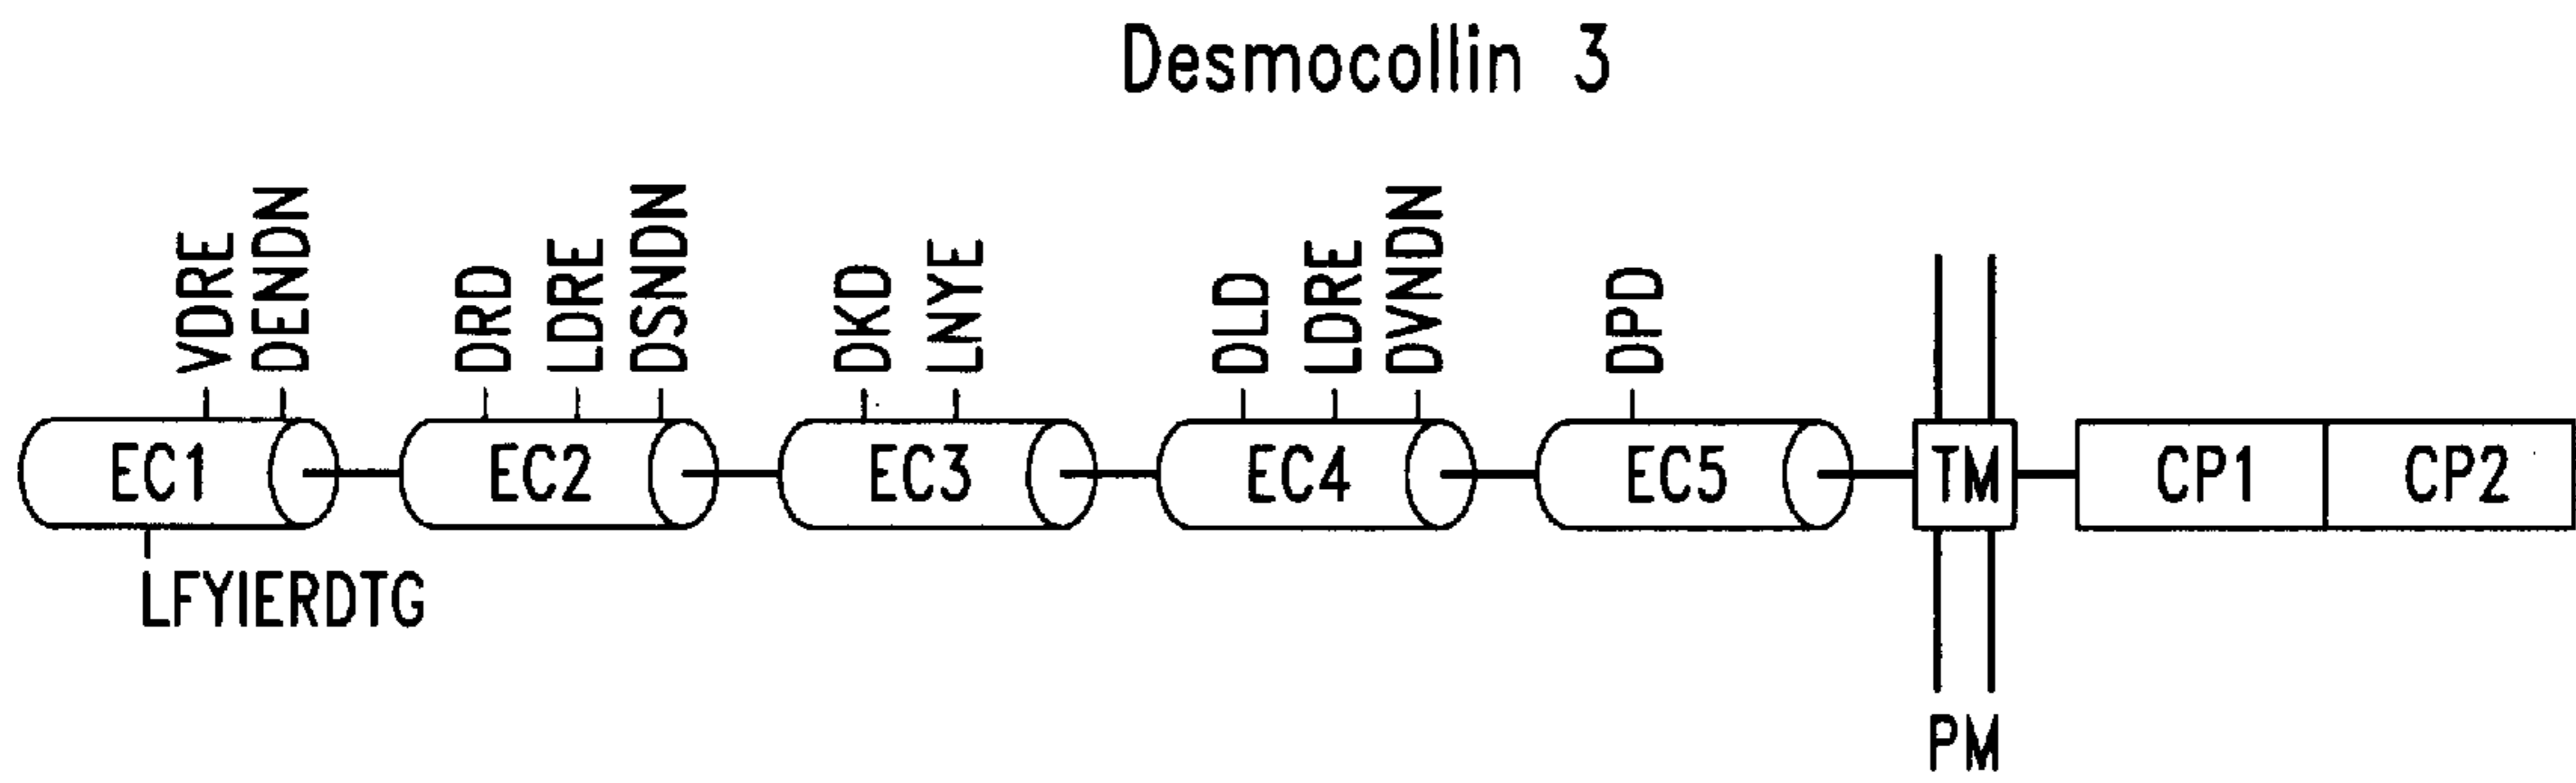 Desmocollin 3
VDRE DENDN DRD LDRE DSNDN DKD LNYE DLD LDRE DVNDN DPD
EC1 EC2 EC3 EC4 EC5 TM CP1 CP2
LFYIERDTG
PM